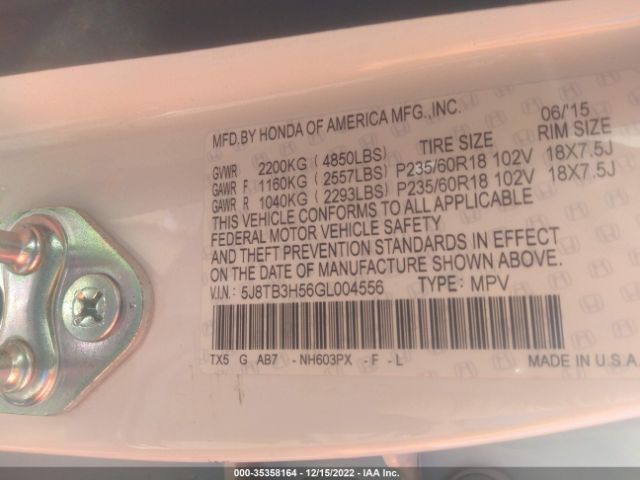 MFD.BY HONDA OF AMERICA MFG.,INC. 06/'15
TIRE SIZE RIM SIZE
GVWR 2200KG (4850LBS)
GAWR F 1160KG (2557LBS) P235/60R18 102V 18X7.5J
GAWR R 1040KG (2293LBS) P235/60R18 102V 18X7.5J
THIS VEHICLE CONFORMS TO ALL APPLICABLE
FEDERAL MOTOR VEHICLE SAFETY
AND THEFT PREVENTION STANDARDS IN EFFECT
ON THE DATE OF MANUFACTURE SHOWN ABOVE.
V.I.N.: 5J8TB3H56GL004556 TYPE: MPV
TX5 G AB7 - NH603PX - F - L MADE IN U.S.A.
000-35358164 - 12/15/2022 - IAA Inc.